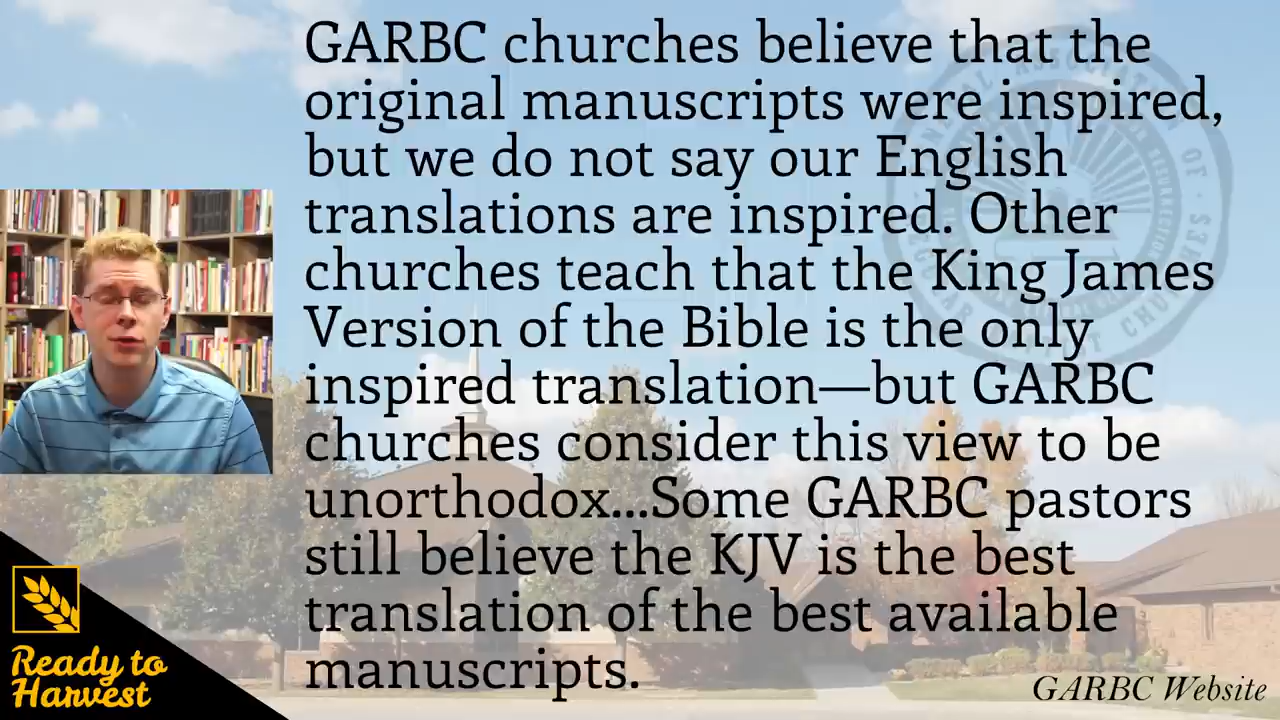 GARBC churches believe that the
original manuscripts were inspired,
but we do not say our English
translations are inspired. Other
churches teach that the King James
Version of the Bible is the only
inspired translation—but GARBC
churches consider this view to be
unorthodox...Some GARBC pastors
still believe the KJV is the best
translation of the best available
manuscripts.
GARBC Website
Ready to
Harvest